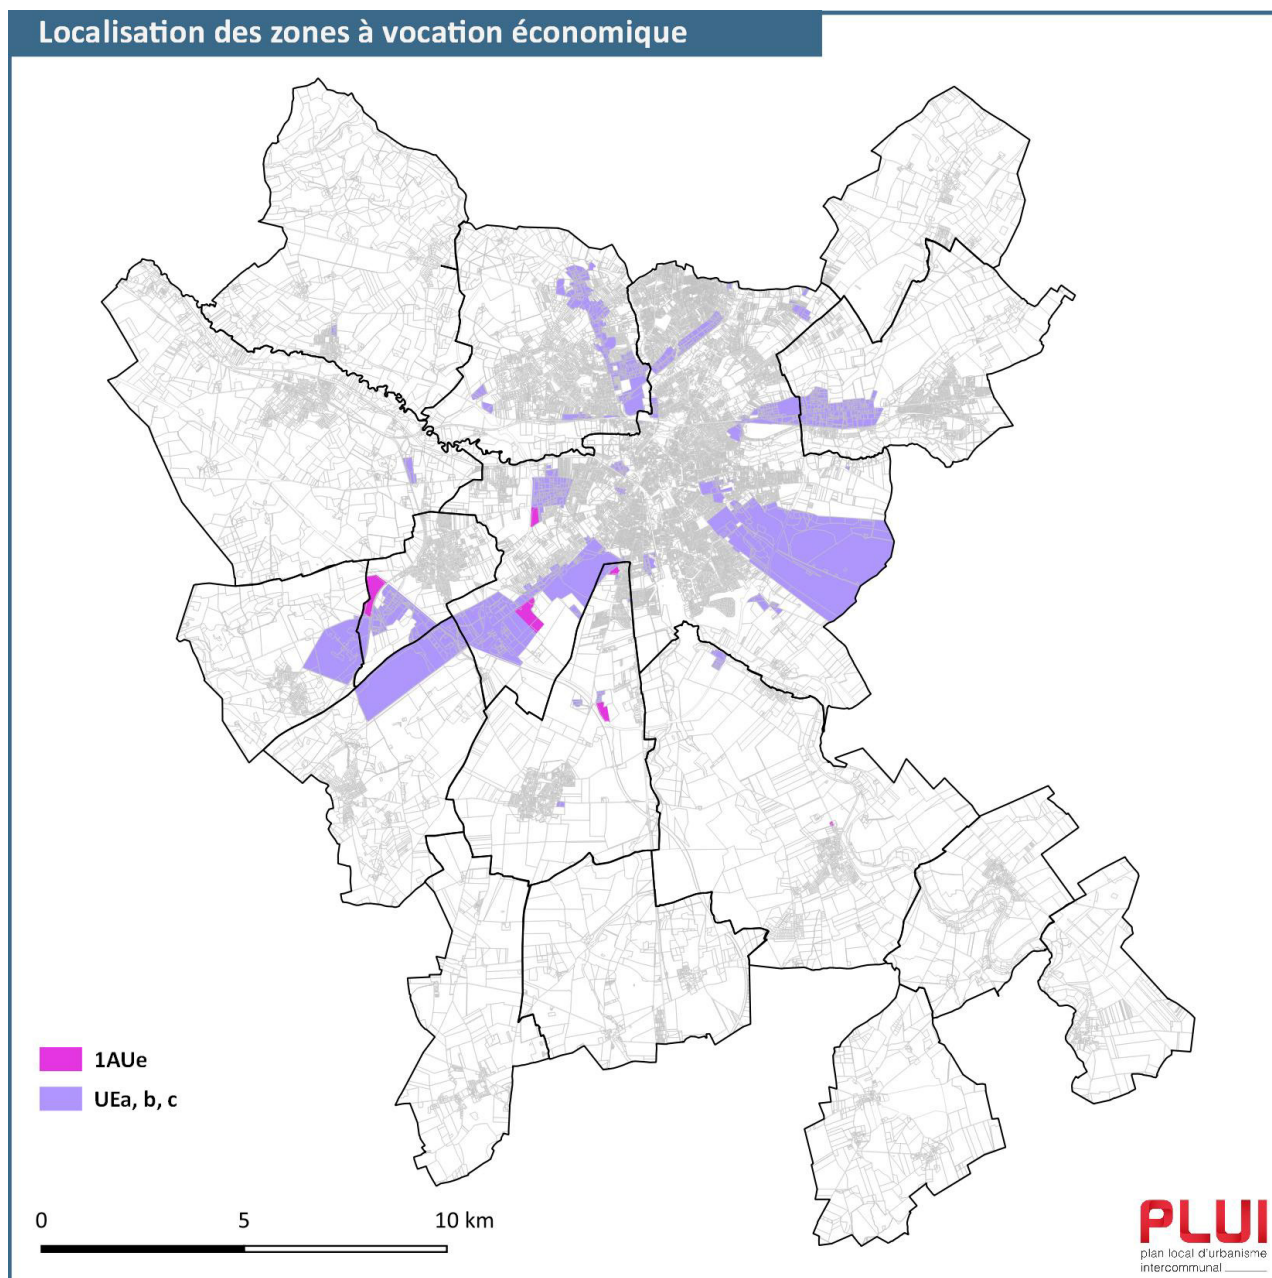 Localisation des zones à vocation économique
1AUe
UEa, b, c
0 5 10 km
PLUI
plan local d'urbanisme
intercommunal